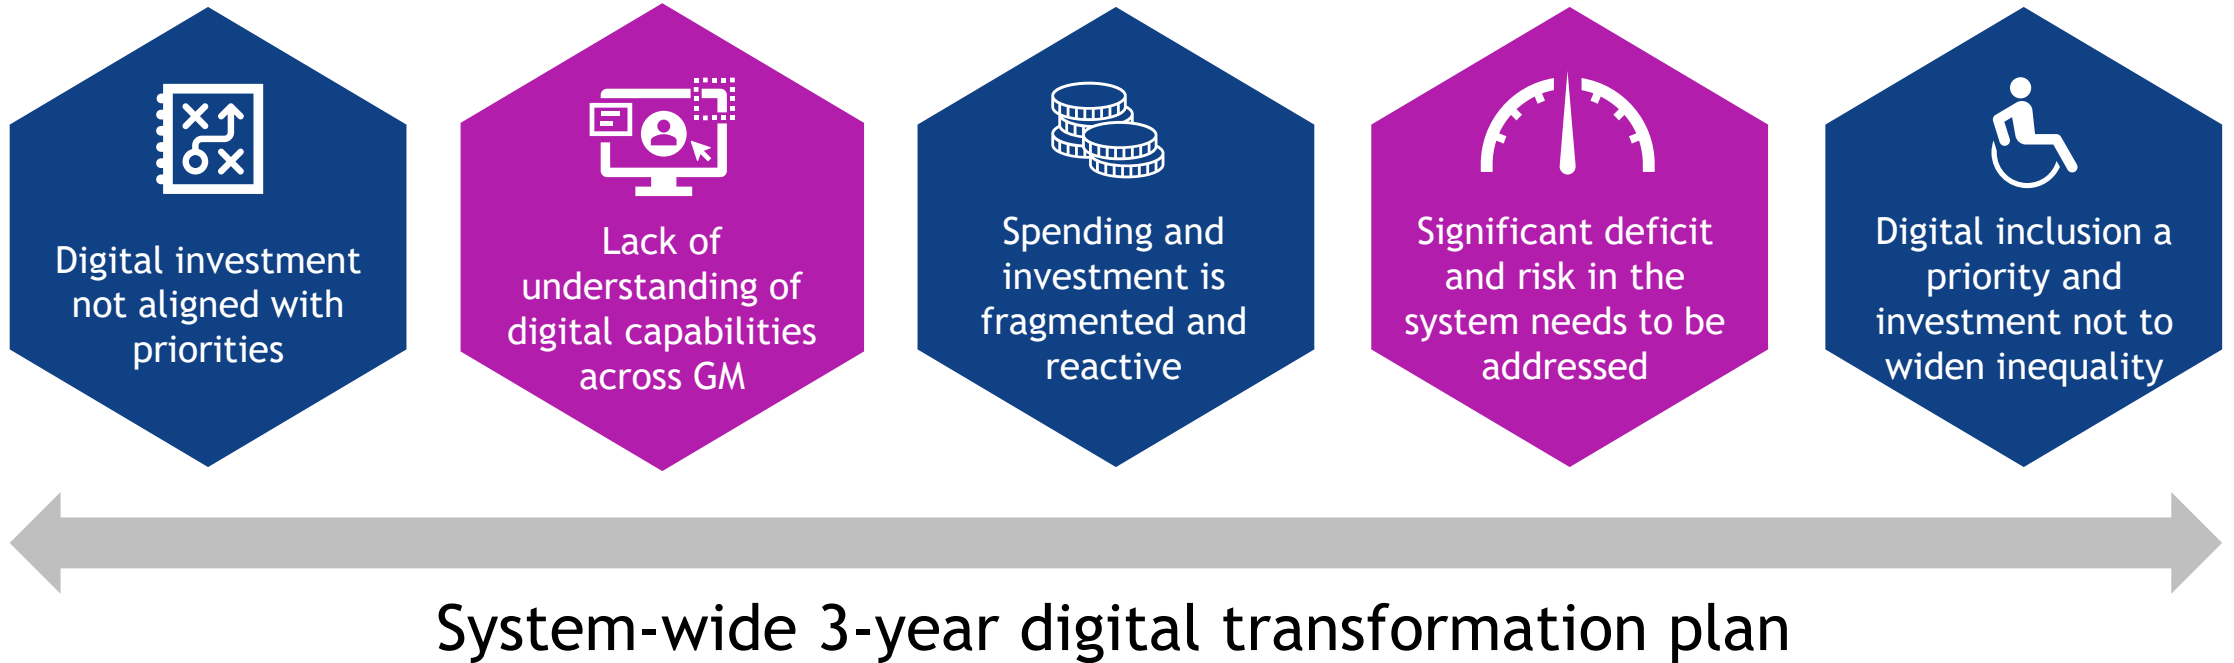 Digital investment
not aligned with
priorities
Lack of
understanding of
digital capabilities
across GM
Spending and
investment is
fragmented and
reactive
Significant deficit
and risk in the
system needs to be
addressed
Digital inclusion a
priority and
investment not to
widen inequality
System-wide 3-year digital transformation plan